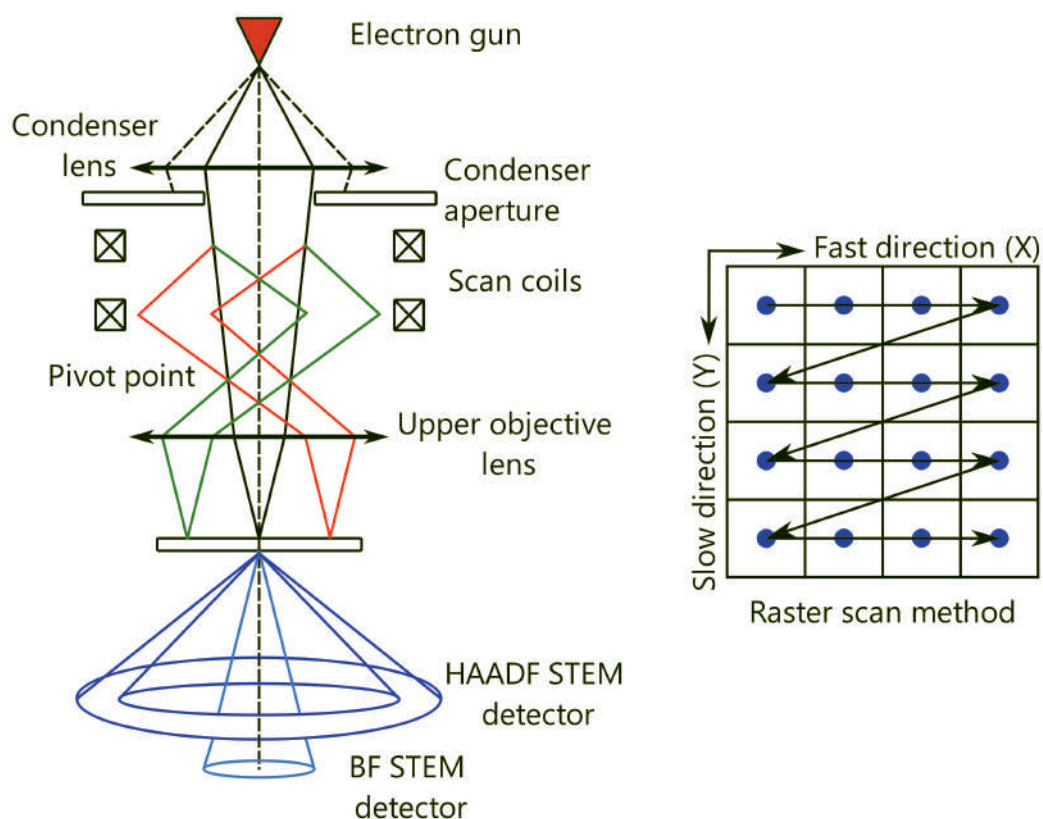 Electron gun
Condenser
lens
Condenser
aperture
Scan coils
Pivot point
Upper objective
lens
HAADF STEM
detector
BF STEM
detector
Fast direction (X)
Slow direction (Y)
Raster scan method